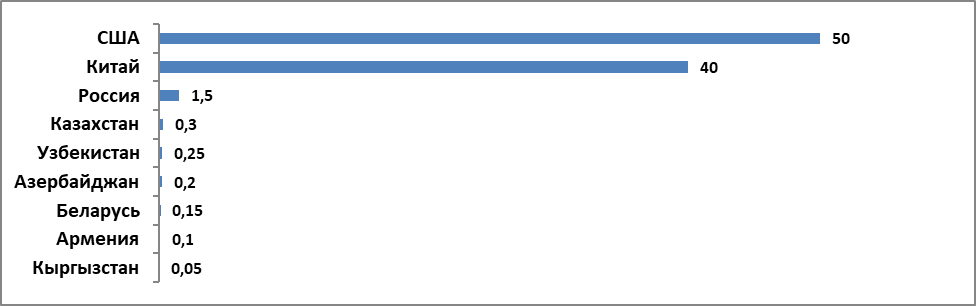 США 50
Китай 40
Россия 1,5
Казахстан 0,3
Узбекистан 0,25
Азербайджан 0,2
Беларусь 0,15
Армения 0,1
Кыргызстан 0,05